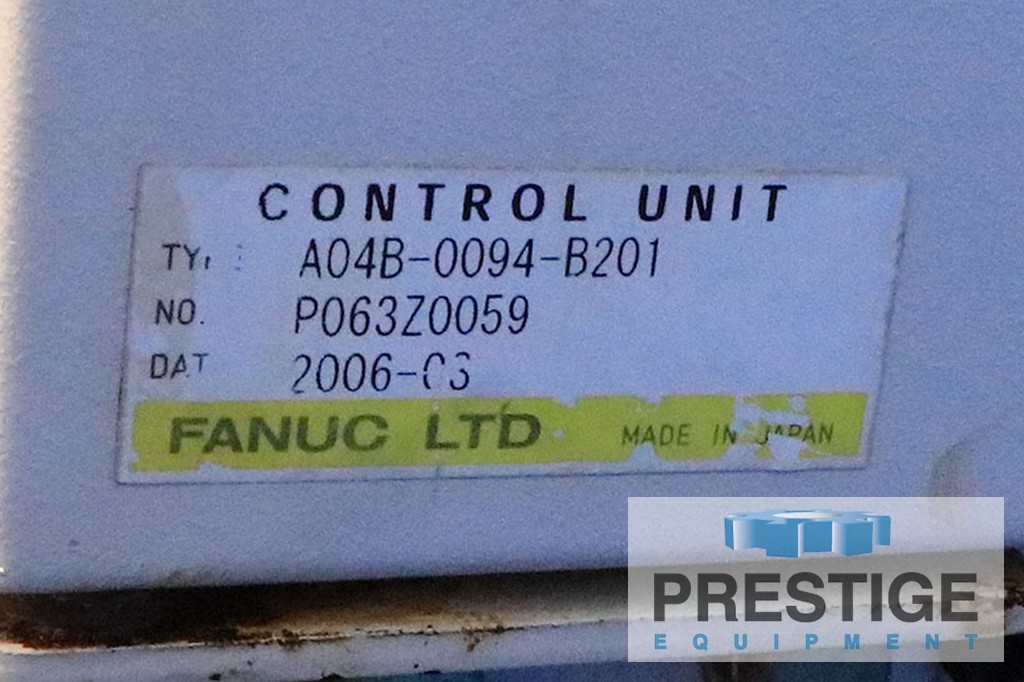 CONTROL UNIT
TY : A04B-0094-B201
NO. P063Z0059
DAT 2006-03
FANUC LTD MADE IN JAPAN
PRESTIGE
EQUIPMENT